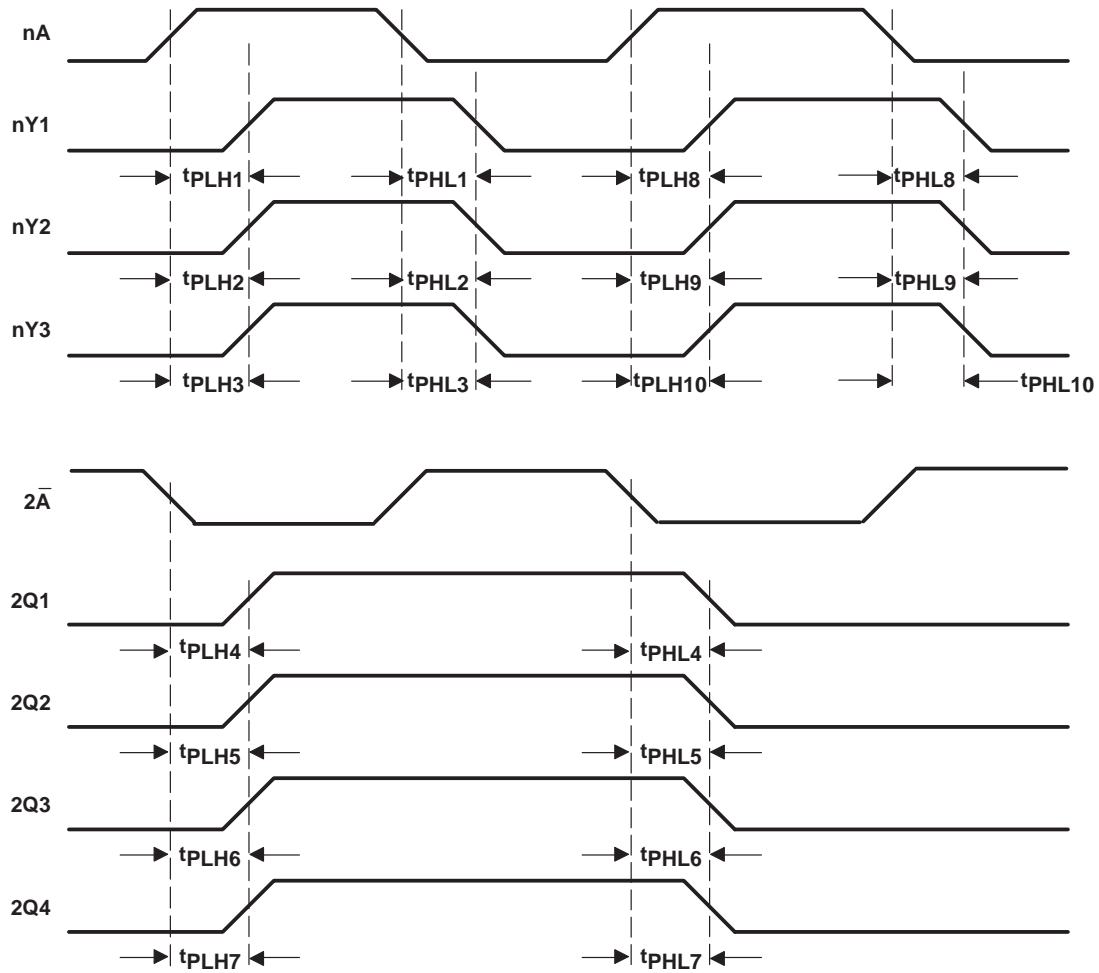 nA
nY1
tPLH1 tPHL1 tPLH8 tPHL8
nY2
tPLH2 tPHL2 tPLH9 tPHL9
nY3
tPLH3 tPHL3 tPLH10 tPHL10
2A̅
2Q1
tPLH4 tPHL4
2Q2
tPLH5 tPHL5
2Q3
tPLH6 tPHL6
2Q4
tPLH7 tPHL7